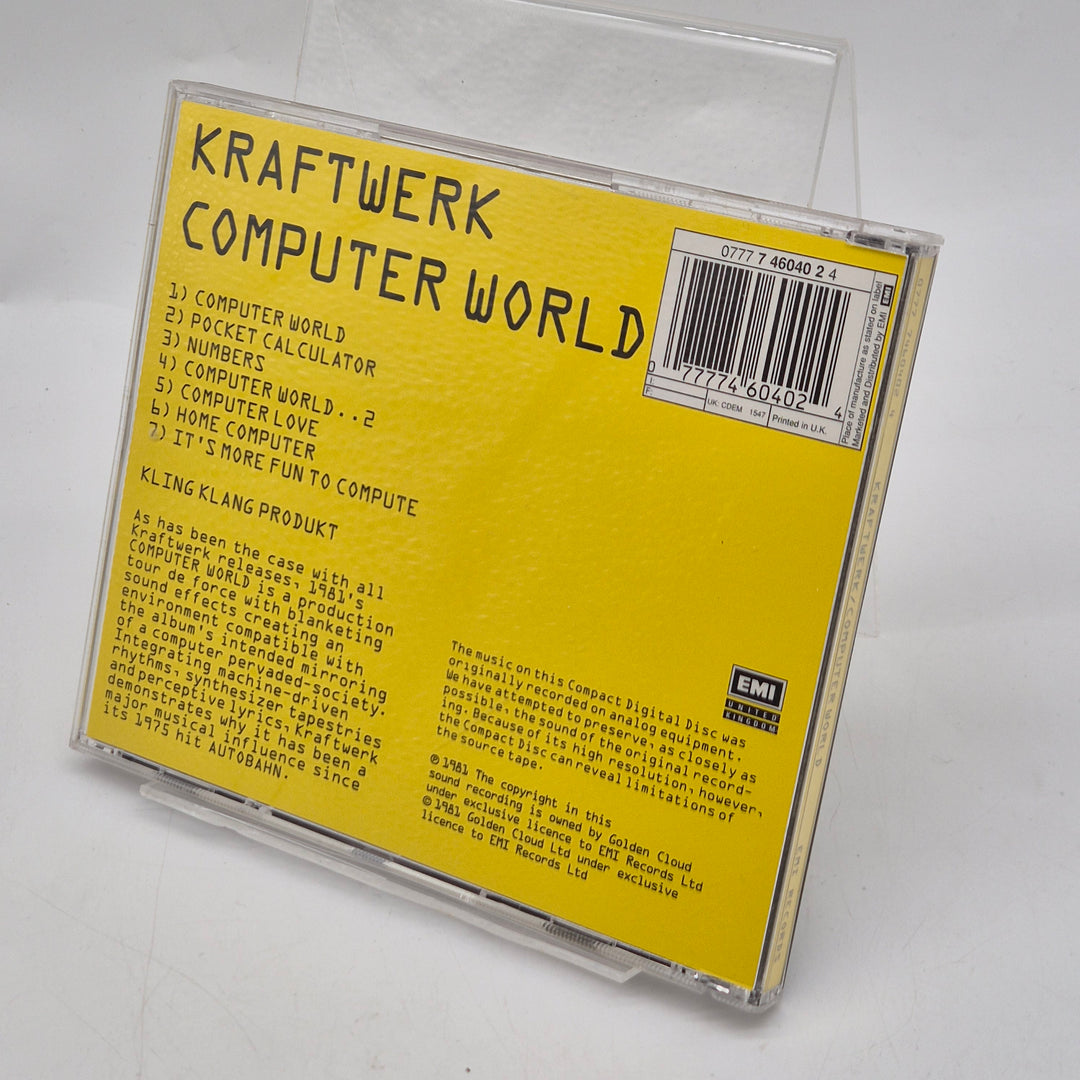 KRAFTWERK
COMPUTER WORLD
1) COMPUTER WORLD
2) POCKET CALCULATOR
3) NUMBERS
4) COMPUTER WORLD..2
5) COMPUTER LOVE
6) HOME COMPUTER
7) IT'S MORE FUN TO COMPUTE
KLING KLANG PRODUKT
As has been the case with all
Kraftwerk releases, 1981's
COMPUTER WORLD is a production
tour de force with blanketing
sound effects creating an
environment compatible with
the album's intended mirroring
of a computer pervaded-society.
Integrating machine-driven
rhythms, synthesizer tapestries
and perceptive lyrics, Kraftwerk
demonstrates why it has been a
major musical influence since
its 1975 hit AUTOBAHN.
The music on this Compact Digital Disc was
originally recorded on analog equipment.
We have attempted to preserve, as closely as
possible, the sound of the original record-
ing. Because of its high resolution, however,
the Compact Disc can reveal limitations of
the source tape.
℗ 1981 The copyright in this
sound recording is owned by Golden Cloud
under exclusive licence to EMI Records Ltd
© 1981 Golden Cloud Ltd under exclusive
licence to EMI Records Ltd
EMI
UNITED
KINGDOM
0777 7 46040 2 4
0 77774 60402 4
UK: CDEM 1547
Printed in U.K.
Place of manufacture as stated on label
Marketed and Distributed by EMI EMI
0777 7460402 4
KRAFTWERK/COMPUTER WORLD
EMI RECORDS